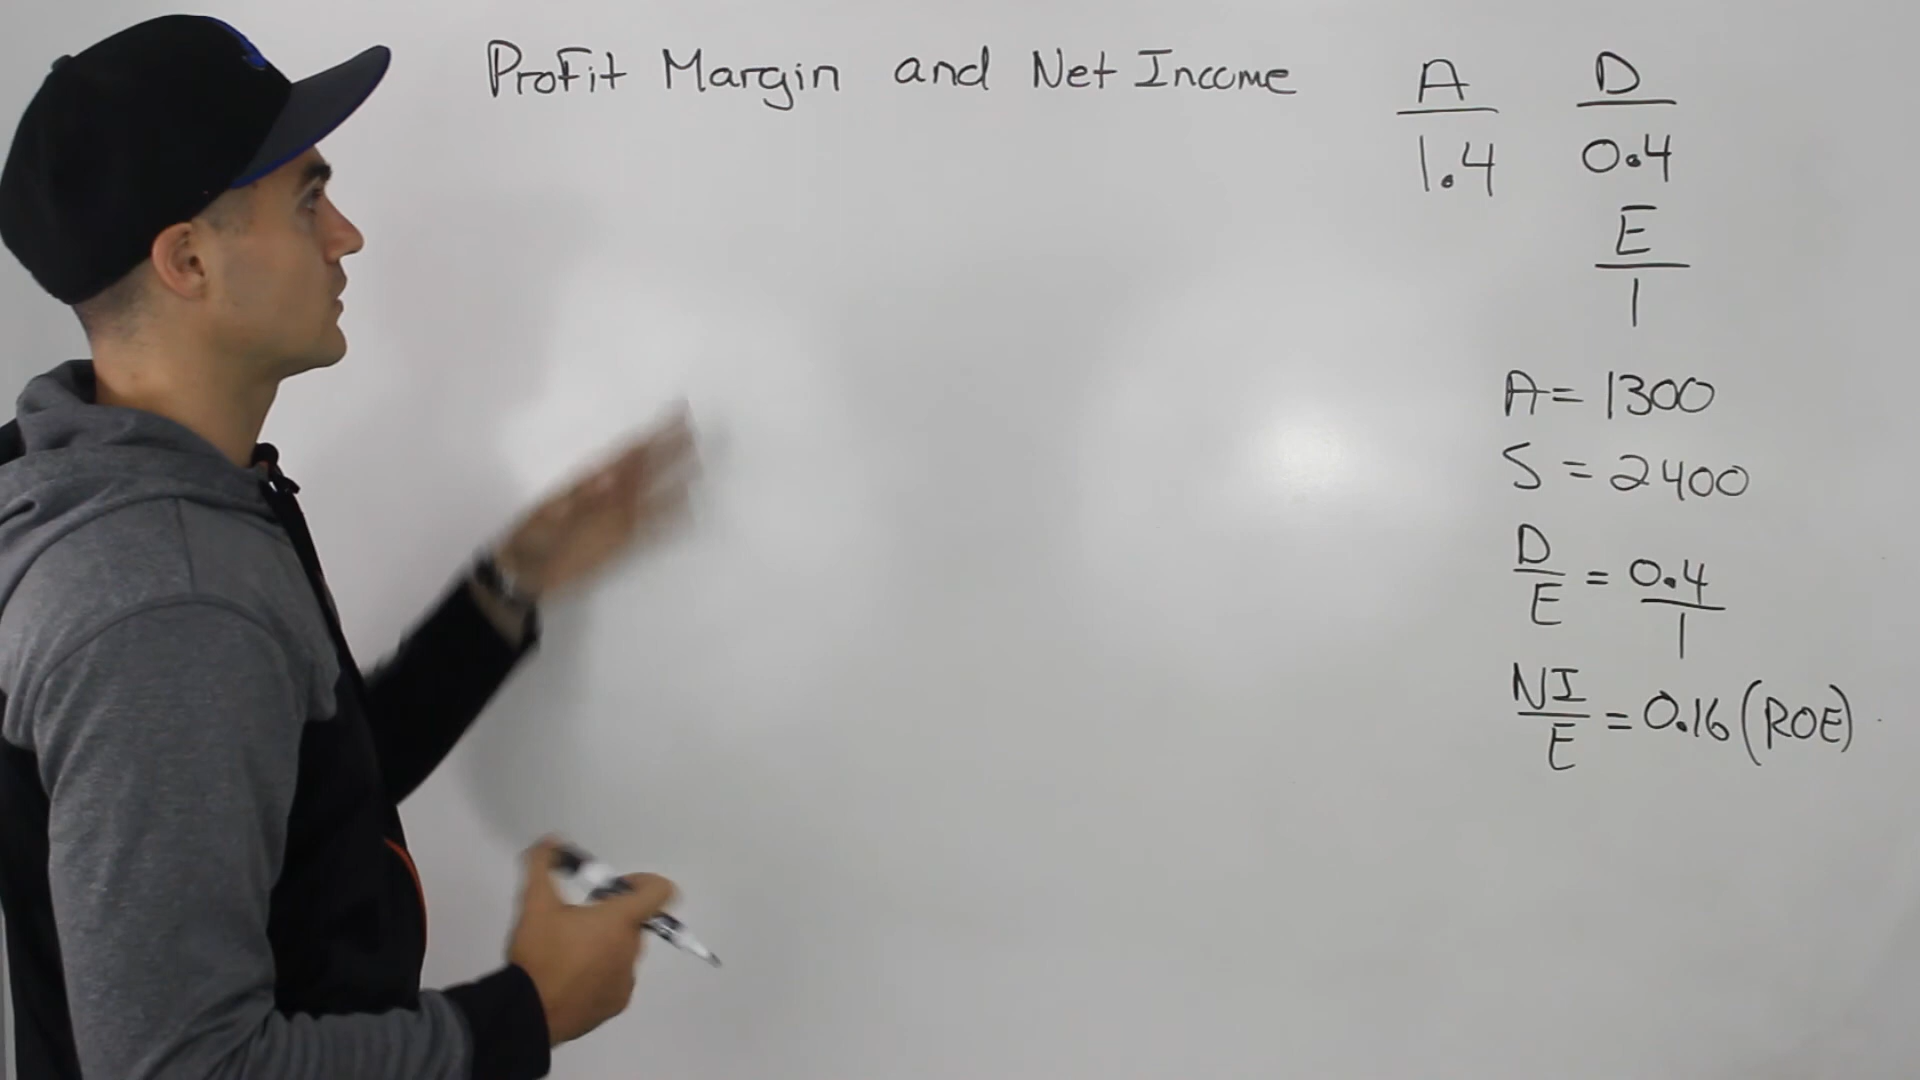 Profit Margin and Net Income
A D
1.4 0.4
E
1
A = 1300
S = 2400
D/E = 0.4/1
NI/E = 0.16 (ROE)